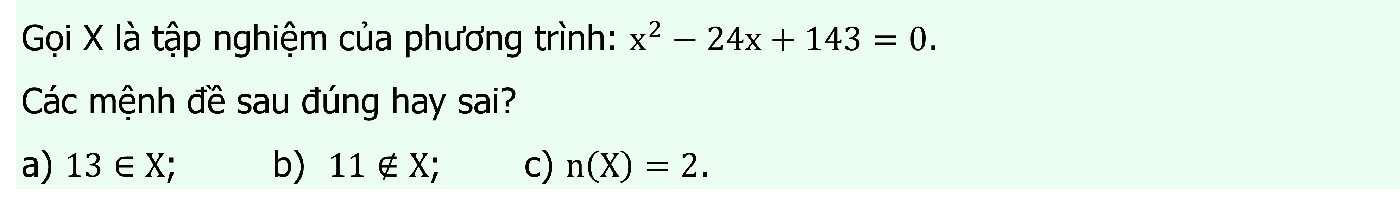 Gọi X là tập nghiệm của phương trình: x² − 24x + 143 = 0.
Các mệnh đề sau đúng hay sai?
a) 13 ∈ X; b) 11 ∉ X; c) n(X) = 2.